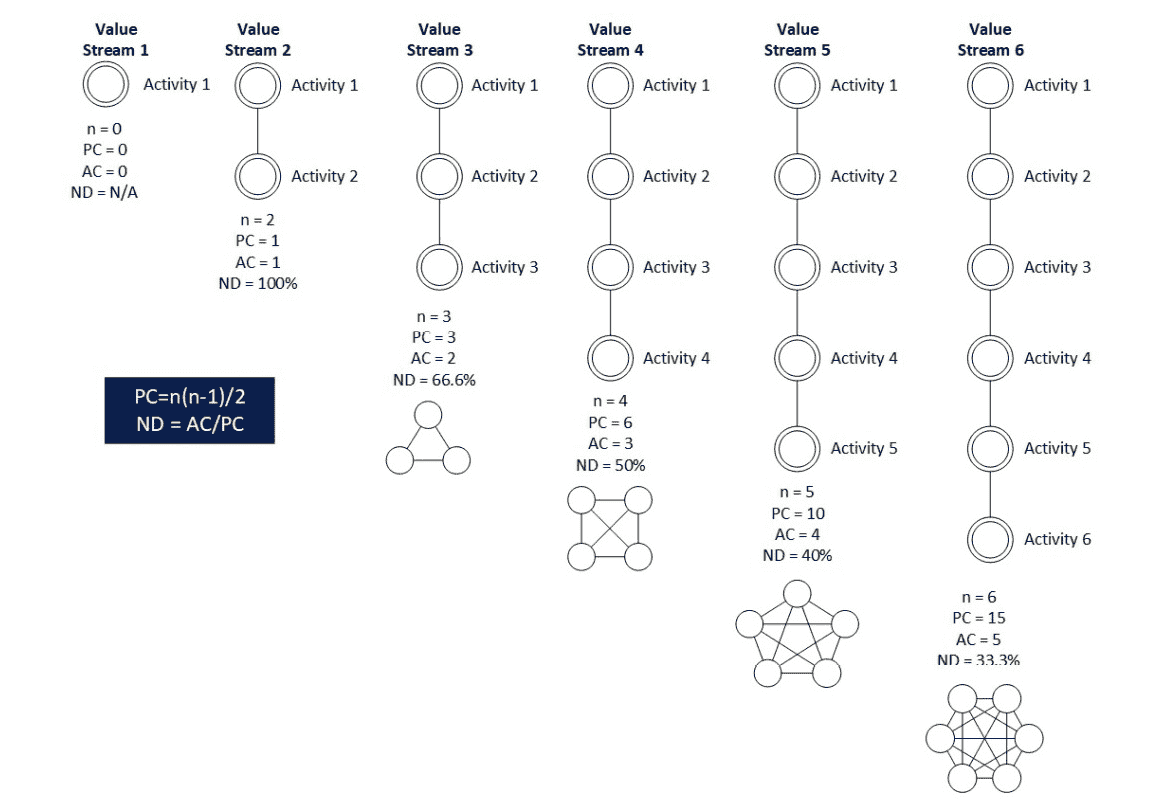 Value
Stream 1
Activity 1
n = 0
PC = 0
AC = 0
ND = N/A
Value
Stream 2
Activity 1
Activity 2
n = 2
PC = 1
AC = 1
ND = 100%
Value
Stream 3
Activity 1
Activity 2
Activity 3
n = 3
PC = 3
AC = 2
ND = 66.6%
Value
Stream 4
Activity 1
Activity 2
Activity 3
Activity 4
n = 4
PC = 6
AC = 3
ND = 50%
Value
Stream 5
Activity 1
Activity 2
Activity 3
Activity 4
Activity 5
n = 5
PC = 10
AC = 4
ND = 40%
Value
Stream 6
Activity 1
Activity 2
Activity 3
Activity 4
Activity 5
Activity 6
n = 6
PC = 15
AC = 5
ND = 33.3%
PC=n(n-1)/2
ND = AC/PC